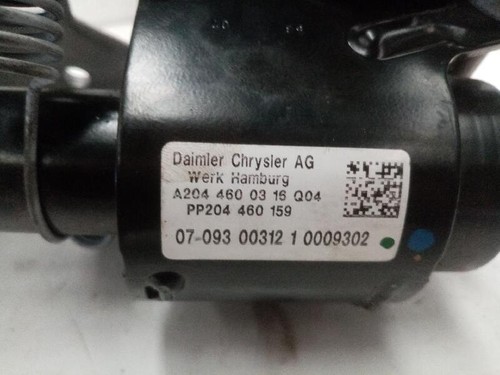 Daimler Chrysler AG
Werk Hamburg
A204 460 03 16 Q04
PP204 460 159
07-093 00312 1 0009302